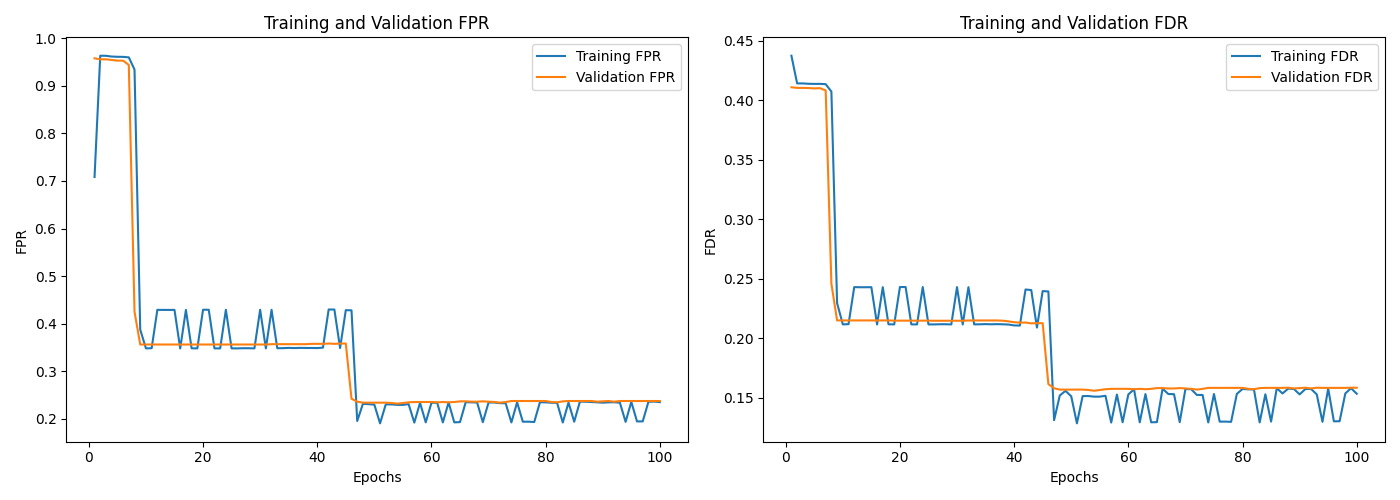 Training and Validation FPR
1.0
0.9
0.8
0.7
0.6
0.5
0.4
0.3
0.2
FPR
Training FPR
Validation FPR
0 20 40 60 80 100
Epochs
Training and Validation FDR
0.45
0.40
0.35
0.30
0.25
0.20
0.15
FDR
Training FDR
Validation FDR
0 20 40 60 80 100
Epochs